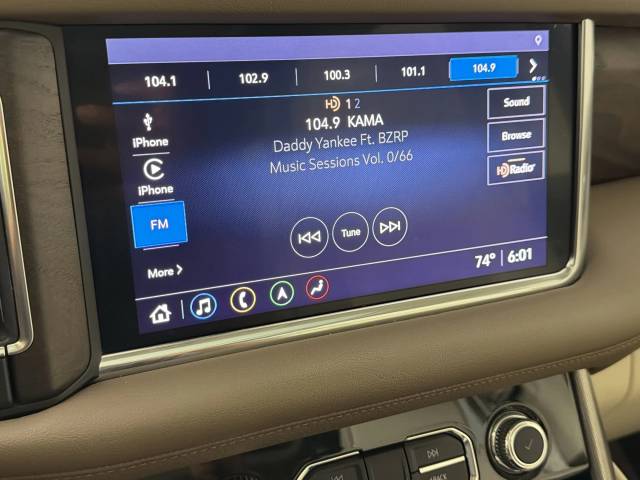 104.1 102.9 100.3 101.1 104.9
HD 1 2
104.9 KAMA
Daddy Yankee Ft. BZRP
Music Sessions Vol. 0/66
Sound
Browse
HD Radio
iPhone
iPhone
FM
More
Tune
74° 6:01
TRACK